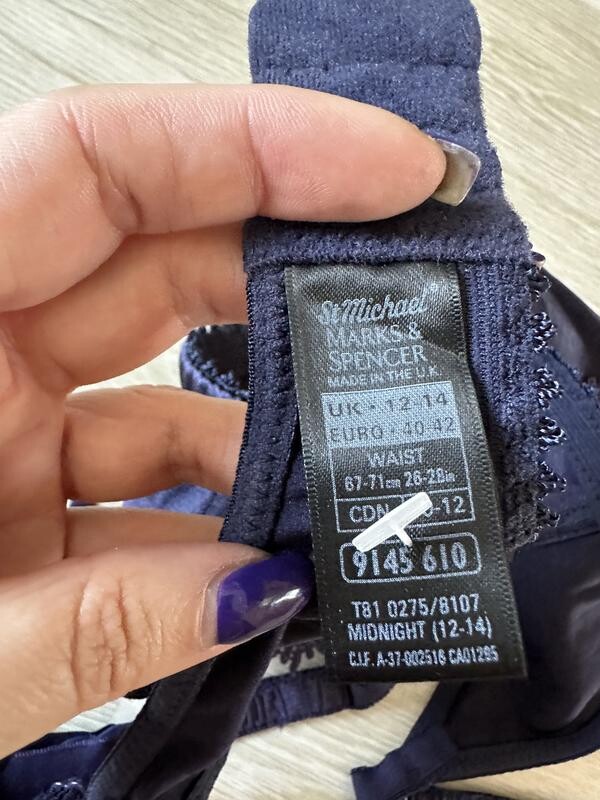 St Michael®
MARKS &
SPENCER
MADE IN THE U.K.
UK - 12-14
EURO - 40-42
WAIST
67-71cm 26-28in
CDN -12
9145 610
T81 0275/8107
MIDNIGHT (12-14)
C.I.F. A-37-002516 CA01295